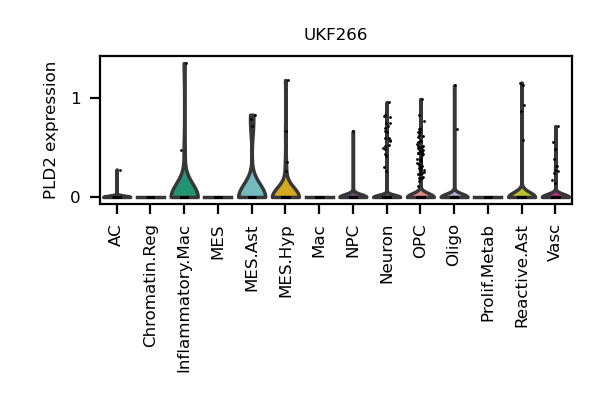 UKF266
PLD2 expression
1
0
AC
Chromatin.Reg
Inflammatory.Mac
MES
MES.Ast
MES.Hyp
Mac
NPC
Neuron
OPC
Oligo
Prolif.Metab
Reactive.Ast
Vasc